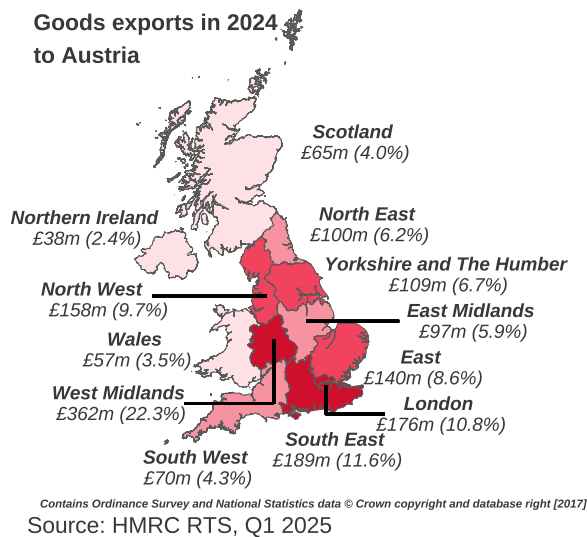 Goods exports in 2024
to Austria
Scotland
£65m (4.0%)
Northern Ireland
£38m (2.4%)
North East
£100m (6.2%)
Yorkshire and The Humber
£109m (6.7%)
North West
£158m (9.7%)
East Midlands
£97m (5.9%)
Wales
£57m (3.5%)
East
£140m (8.6%)
West Midlands
£362m (22.3%)
London
£176m (10.8%)
South East
£189m (11.6%)
South West
£70m (4.3%)
Contains Ordinance Survey and National Statistics data © Crown copyright and database right [2017]
Source: HMRC RTS, Q1 2025